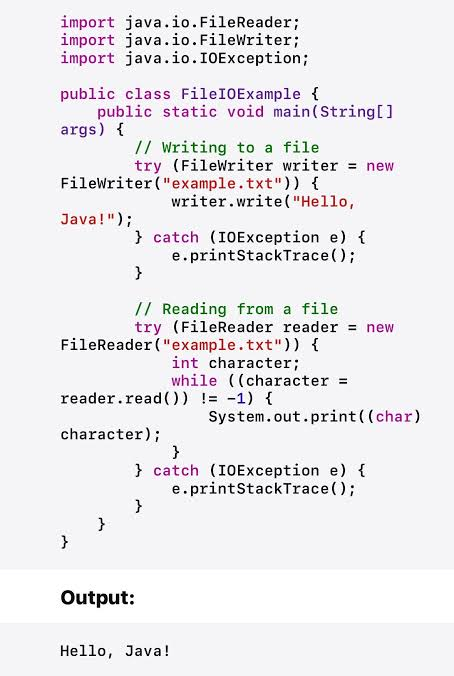 import java.io.FileReader;
import java.io.FileWriter;
import java.io.IOException;

public class FileIOExample {
    public static void main(String[]
args) {
        // Writing to a file
        try (FileWriter writer = new
FileWriter("example.txt")) {
            writer.write("Hello,
Java!");
        } catch (IOException e) {
            e.printStackTrace();
        }

        // Reading from a file
        try (FileReader reader = new
FileReader("example.txt")) {
            int character;
            while ((character =
reader.read()) != -1) {
                System.out.print((char)
character);
            }
        } catch (IOException e) {
            e.printStackTrace();
        }
    }
}
Output:
Hello, Java!